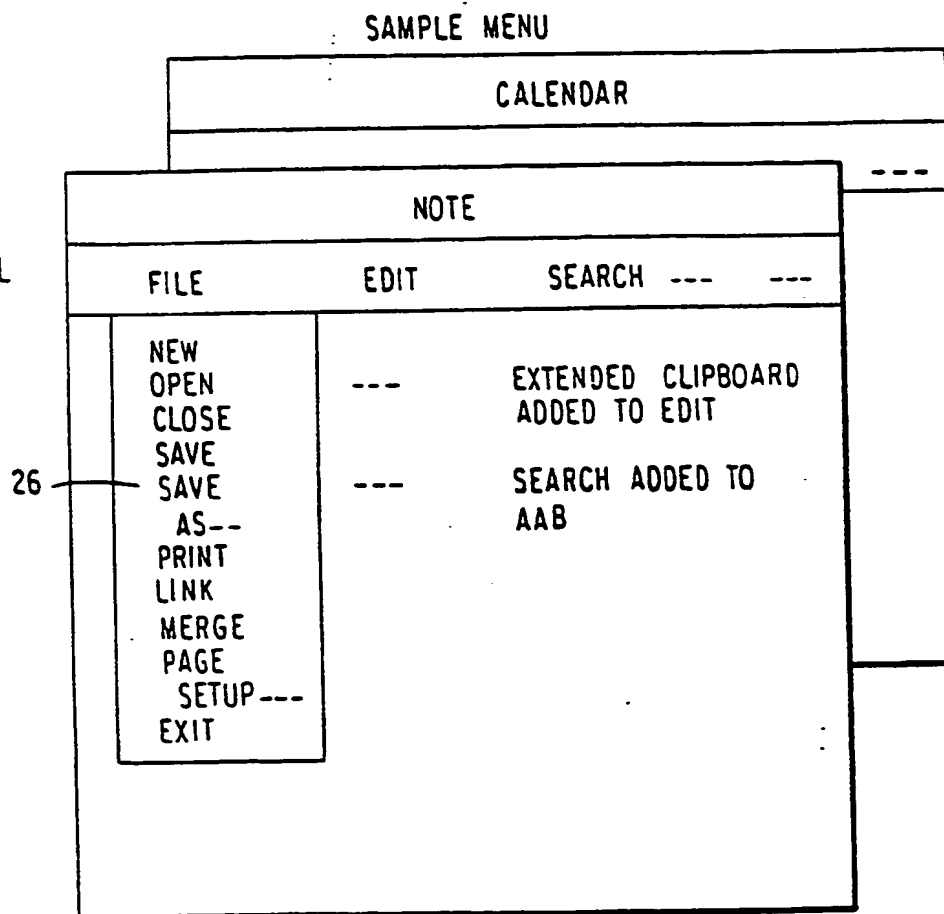 SAMPLE MENU
CALENDAR
---
NOTE
L
FILE EDIT SEARCH --- ---
NEW
OPEN --- EXTENDED CLIPBOARD
CLOSE ADDED TO EDIT
SAVE
26 SAVE --- SEARCH ADDED TO
AS-- AAB
PRINT
LINK
MERGE
PAGE
SETUP---
EXIT